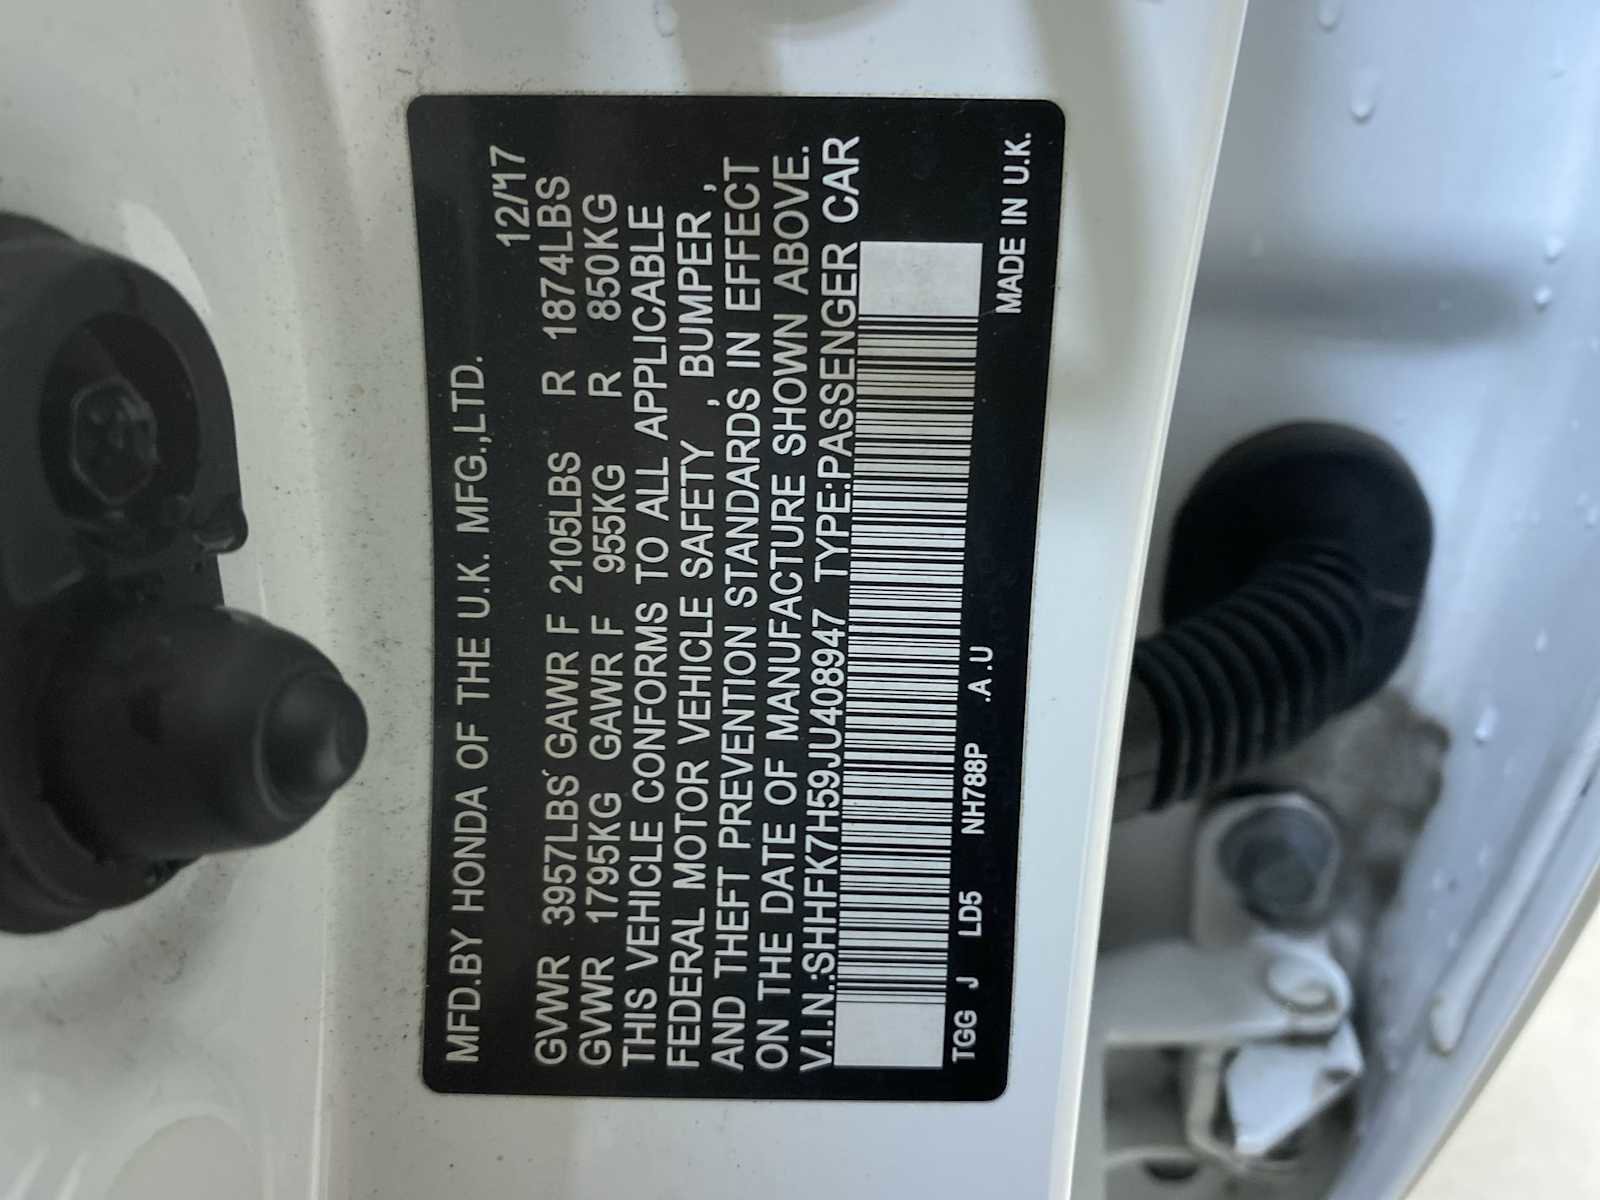 MFD.BY HONDA OF THE U.K. MFG.,LTD.
12/17
GVWR 3957LBS GAWR F 2105LBS R 1874LBS
GVWR 1795KG GAWR F 955KG R 850KG
THIS VEHICLE CONFORMS TO ALL APPLICABLE
FEDERAL MOTOR VEHICLE SAFETY , BUMPER ,
AND THEFT PREVENTION STANDARDS IN EFFECT
ON THE DATE OF MANUFACTURE SHOWN ABOVE.
V.I.N.:SHHFK7H59JU408947 TYPE:PASSENGER CAR
TGG J LD5 NH788P .A.U
MADE IN U.K.